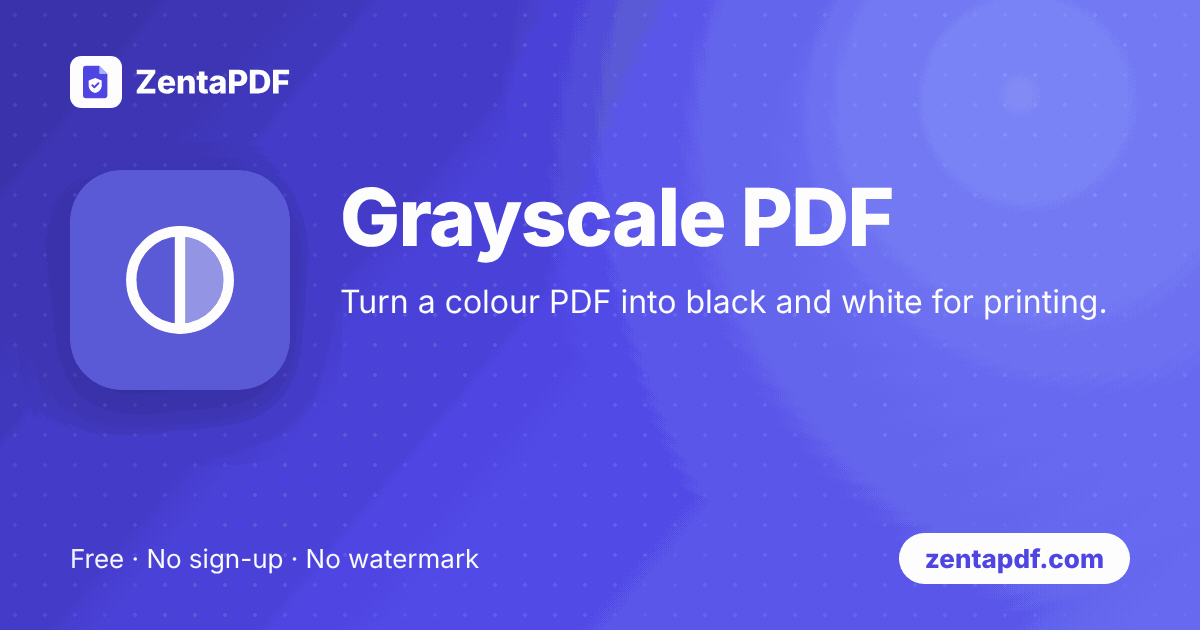 ZentaPDF
Grayscale PDF
Turn a colour PDF into black and white for printing.
Free · No sign-up · No watermark
zentapdf.com